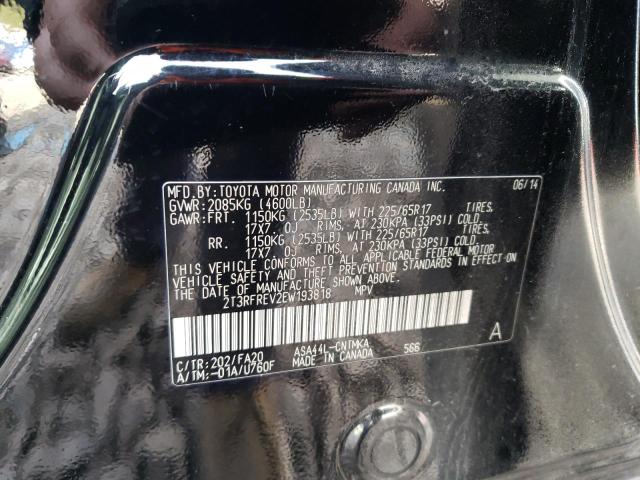 MFD.BY:TOYOTA MOTOR MANUFACTURING CANADA INC. 06/14
GVWR:2085KG (4600LB)
GAWR:FRT. 1150KG (2535LB) WITH 225/65R17 TIRES,
17X7 OJ RIMS, AT 230KPA (33PSI) COLD
RR. 1150KG (2535LB) WITH 225/65R17 TIRES,
17X7 OJ RIMS, AT 230KPA (33PSI) COLD
THIS VEHICLE CONFORMS TO ALL APPLICABLE FEDERAL MOTOR
VEHICLE SAFETY AND THEFT PREVENTION STANDARDS IN EFFECT ON
THE DATE OF MANUFACTURE SHOWN ABOVE.
2T3RFREV2EW193818 MPV
A
C/TR:202/FA20 ASA44L-CNTMKA
A/TM:-01A/U760F MADE IN CANADA 566